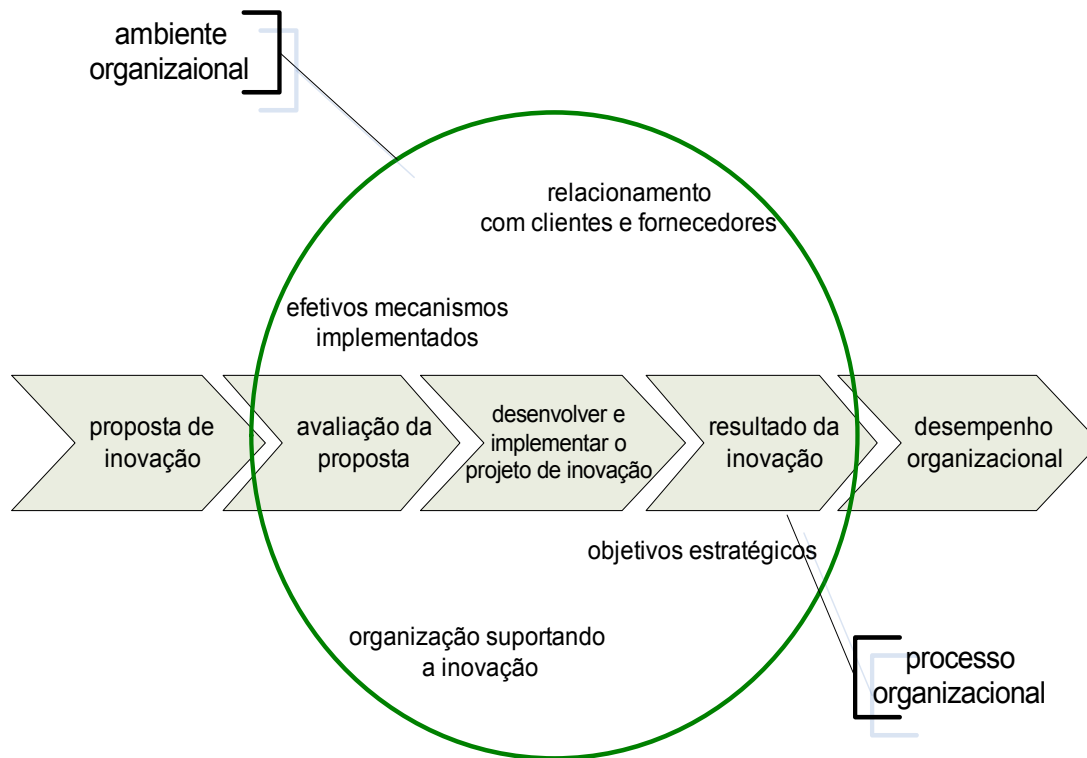 ambiente
organizaional
relacionamento
com clientes e fornecedores
efetivos mecanismos
implementados
proposta de
inovação
avaliação da
proposta
desenvolver e
implementar o
projeto de inovação
resultado da
inovação
desempenho
organizacional
objetivos estratégicos
organização suportando
a inovação
processo
organizacional